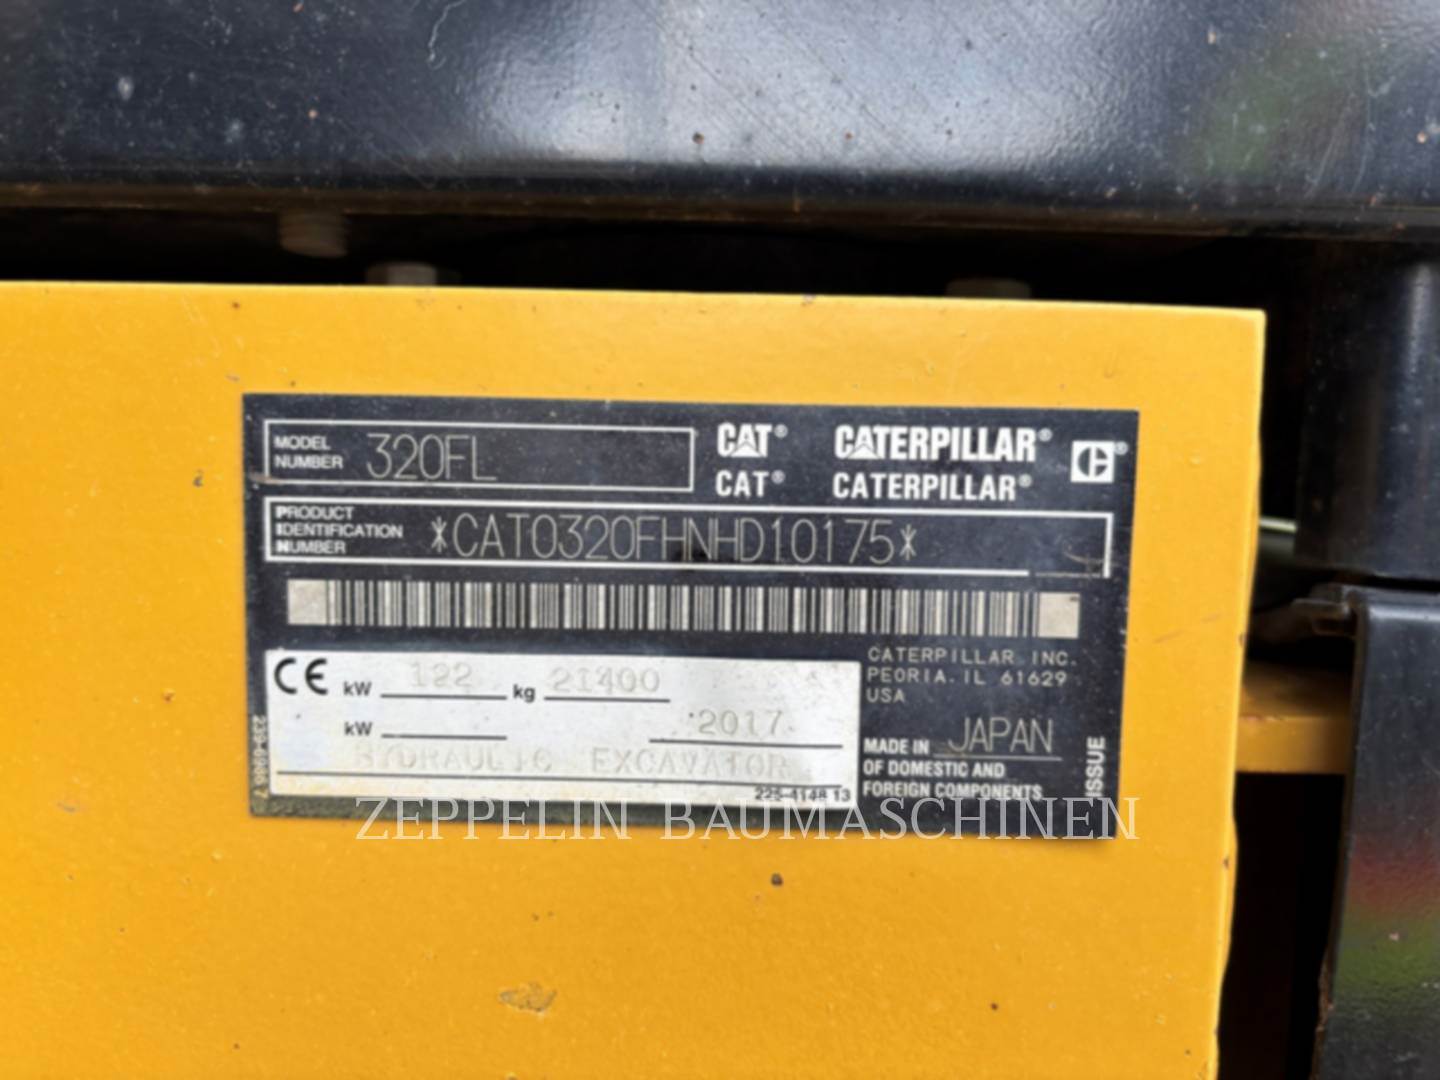 MODEL NUMBER 320FL
CAT® CATERPILLAR®
CAT® CATERPILLAR®
PRODUCT IDENTIFICATION NUMBER *CAT0320FHNHD10175*
CE kW 122 kg 21400
kW 2017
HYDRAULIC EXCAVATOR
CATERPILLAR INC.
PEORIA, IL 61629
USA
MADE IN JAPAN
OF DOMESTIC AND
FOREIGN COMPONENTS
ISSUE
ZEPPELIN BAUMASCHINEN